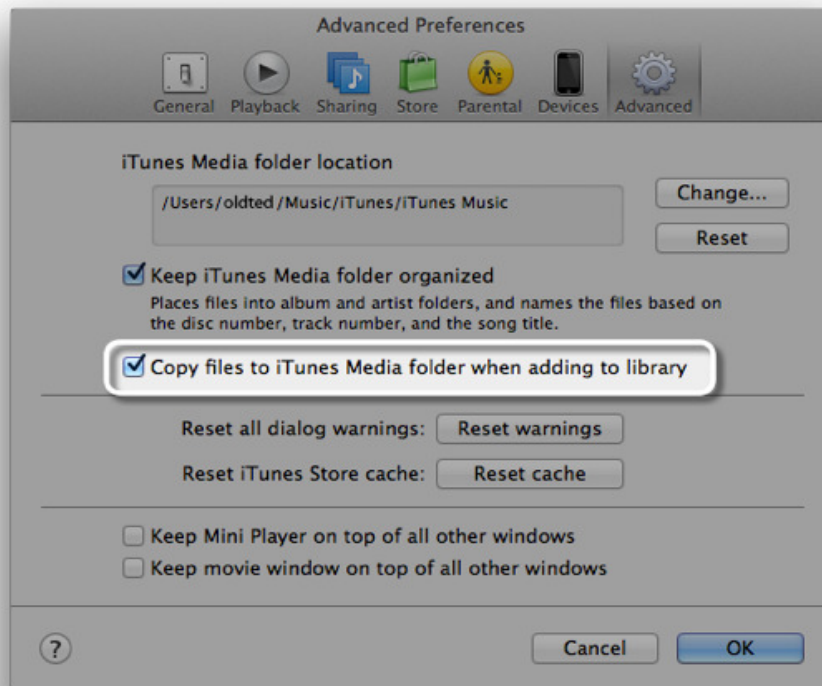 Advanced Preferences
General Playback Sharing Store Parental Devices Advanced
iTunes Media folder location
/Users/oldted/Music/iTunes/iTunes Music
Change...
Reset
Keep iTunes Media folder organized
Places files into album and artist folders, and names the files based on
the disc number, track number, and the song title.
Copy files to iTunes Media folder when adding to library
Reset all dialog warnings: Reset warnings
Reset iTunes Store cache: Reset cache
Keep Mini Player on top of all other windows
Keep movie window on top of all other windows
? Cancel OK